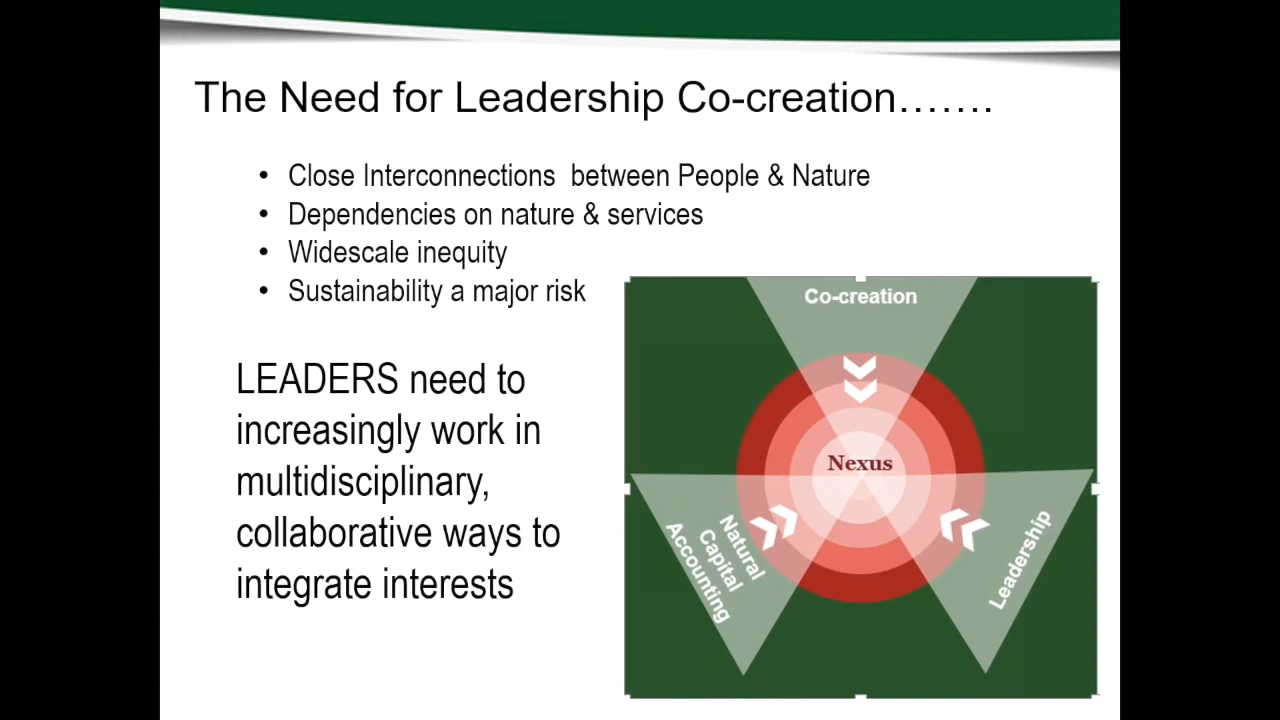 The Need for Leadership Co-creation…….
• Close Interconnections  between People & Nature
• Dependencies on nature & services
• Widescale inequity
• Sustainability a major risk
LEADERS need to
increasingly work in
multidisciplinary,
collaborative ways to
integrate interests
Co-creation
Nexus
Natural
Capital
Accounting
Leadership